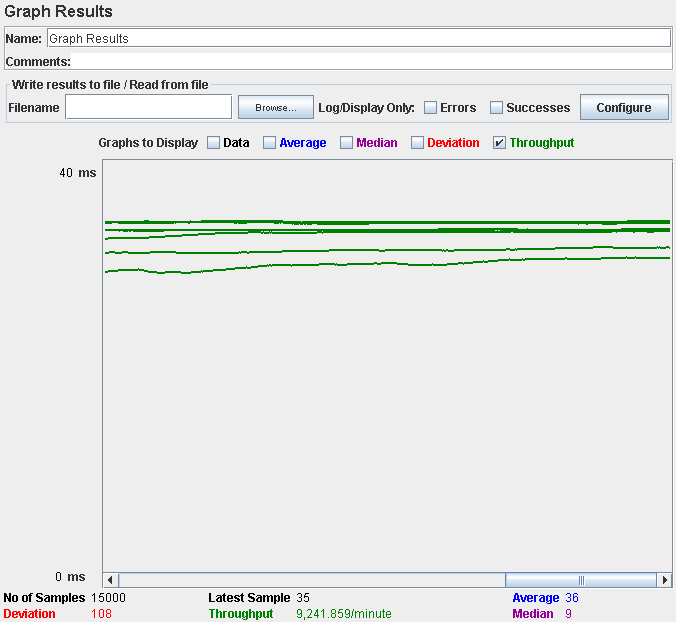 Graph Results
Name: Graph Results
Comments:
Write results to file / Read from file
Filename Browse... Log/Display Only: Errors Successes Configure
Graphs to Display Data Average Median Deviation Throughput
40 ms
0 ms
No of Samples 15000 Latest Sample 35 Average 36
Deviation 108 Throughput 9,241.859/minute Median 9